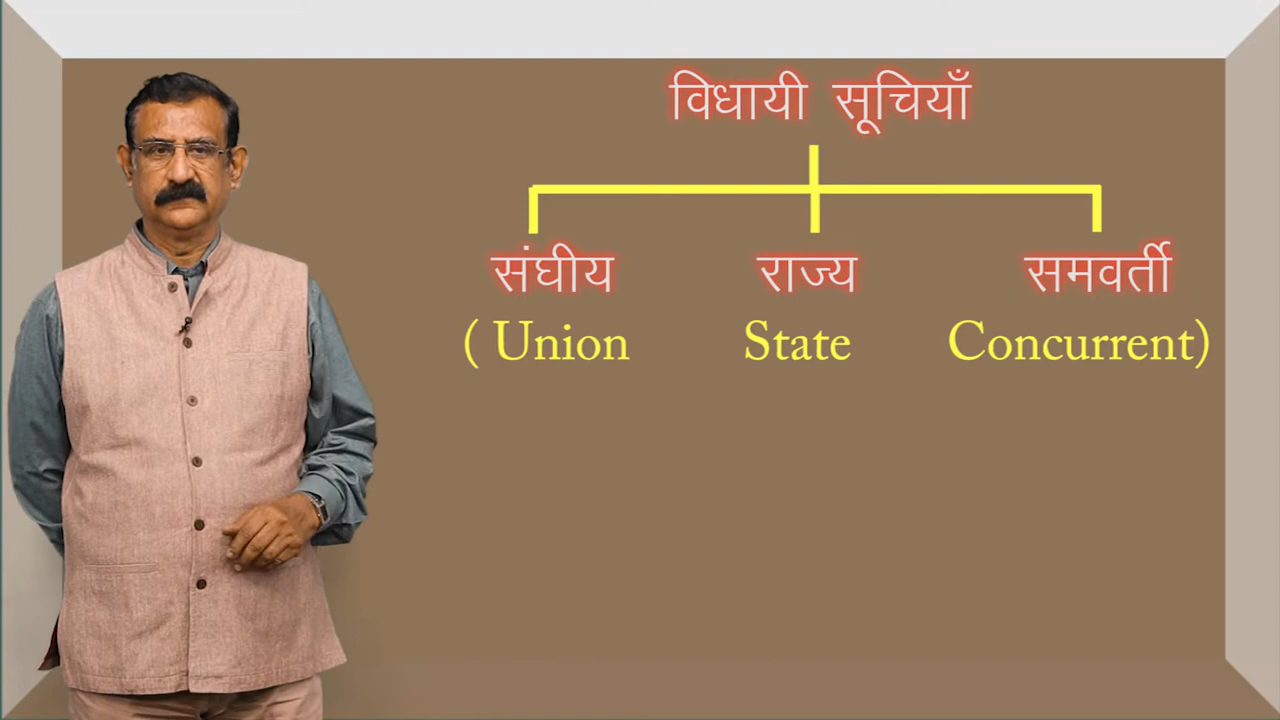 विधायी सूचियाँ
संघीय राज्य समवर्ती
( Union State Concurrent)